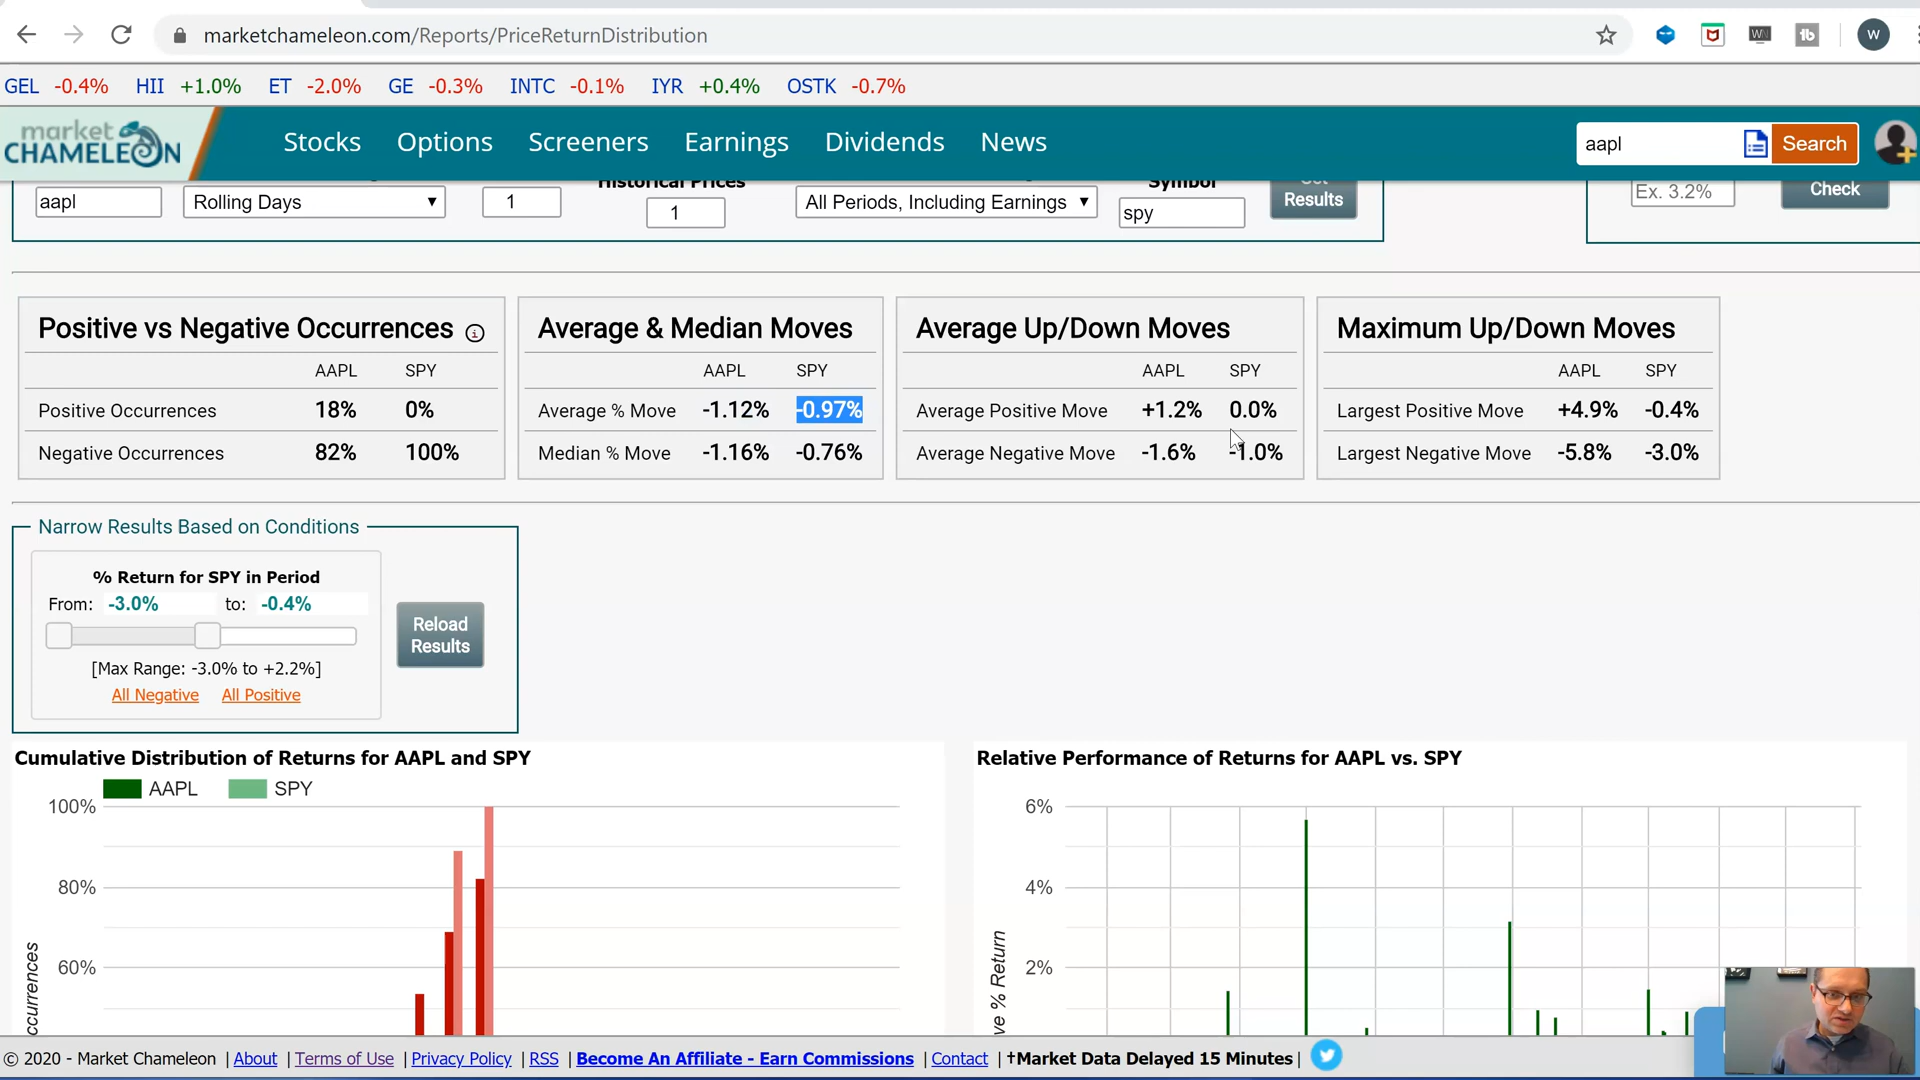 marketchameleon.com/Reports/PriceReturnDistribution
W
GEL -0.4% HII +1.0% ET -2.0% GE -0.3% INTC -0.1% IYR +0.4% OSTK -0.7%
market CHAMELEON
Stocks Options Screeners Earnings Dividends News
aapl Search
Historical Prices Symbol
aapl Rolling Days 1 1 All Periods, Including Earnings spy Get Results Ex. 3.2% Check
Positive vs Negative Occurrences
AAPL SPY
Positive Occurrences 18% 0%
Negative Occurrences 82% 100%
Average & Median Moves
AAPL SPY
Average % Move -1.12% -0.97%
Median % Move -1.16% -0.76%
Average Up/Down Moves
AAPL SPY
Average Positive Move +1.2% 0.0%
Average Negative Move -1.6% -1.0%
Maximum Up/Down Moves
AAPL SPY
Largest Positive Move +4.9% -0.4%
Largest Negative Move -5.8% -3.0%
Narrow Results Based on Conditions
% Return for SPY in Period
From: -3.0% to: -0.4%
[Max Range: -3.0% to +2.2%]
All Negative All Positive
Reload Results
Cumulative Distribution of Returns for AAPL and SPY
AAPL SPY
100%
80%
60%
Relative Performance of Returns for AAPL vs. SPY
6%
4%
2%
© 2020 - Market Chameleon | About | Terms of Use | Privacy Policy | RSS | Become An Affiliate - Earn Commissions | Contact | †Market Data Delayed 15 Minutes |